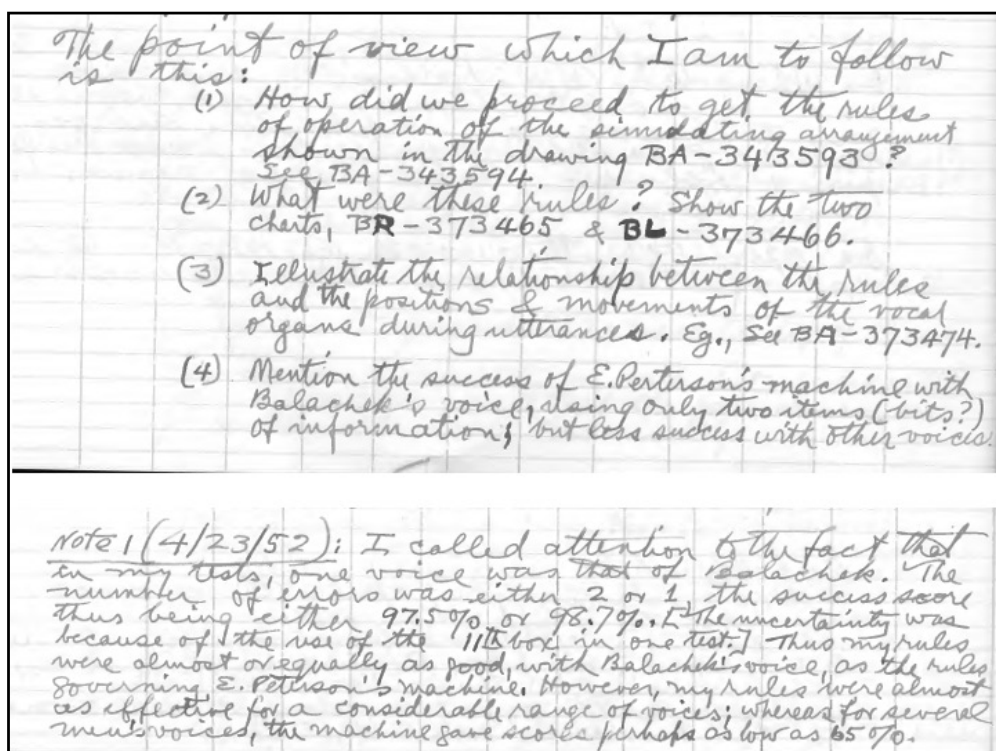 The point of view which I am to follow
is this:
(1) How did we proceed to get the rules
of operation of the simulating arrangement
shown in the drawing BA-343593?
See BA-343594.
(2) What were these rules? Show the two
charts, BR-373465 & BL-373466.
(3) Illustrate the relationship between the rules
and the positions & movements of the vocal
organs during utterances. Eg., See BA-373474.
(4) Mention the success of E. Perterson's machine with
Balachek's voice, using only two items (bits?)
of information; but less success with other voices.
Note 1 (4/23/52): I called attention to the fact that
in my tests, one voice was that of Balachek. The
number of errors was either 2 or 1, the success score
thus being either 97.5% or 98.7%. [The uncertainty was
because of the use of the 11th box in one test.] Thus my rules
were almost or equally as good, with Balachek's voice, as the rules
governing E. Peterson's machine. However, my rules were almost
as effective for a considerable range of voices; whereas for several
men's voices, the machine gave scores perhaps as low as 65%.